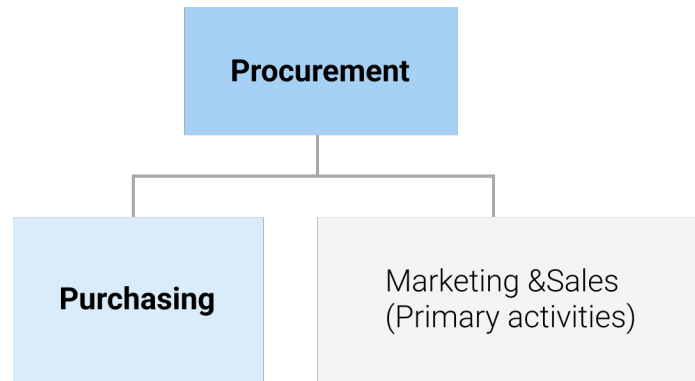 Procurement
Purchasing
Marketing &Sales
(Primary activities)